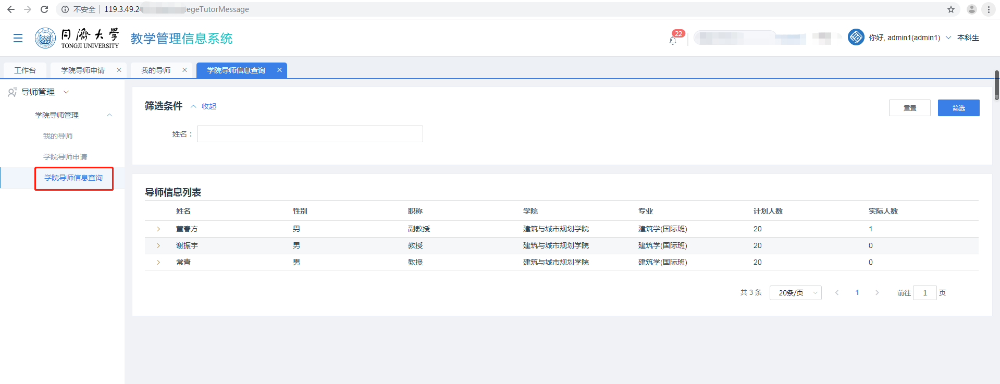 不安全 119.3.49.2 egeTutorMessage
同濟大学 TONGJI UNIVERSITY 教学管理信息系统 22 你好, admin1(admin1) 本科生
工作台 学院导师申请 我的导师 学院导师信息查询
导师管理
学院导师管理
我的导师
学院导师申请
学院导师信息查询
筛选条件 收起 重置 筛选
姓名：
导师信息列表
姓名 性别 职称 学院 专业 计划人数 实际人数
董春方 男 副教授 建筑与城市规划学院 建筑学(国际班) 20 1
谢振宇 男 教授 建筑与城市规划学院 建筑学(国际班) 20 0
常青 男 教授 建筑与城市规划学院 建筑学(国际班) 20 0
共 3 条 20条/页 1 前往 1 页